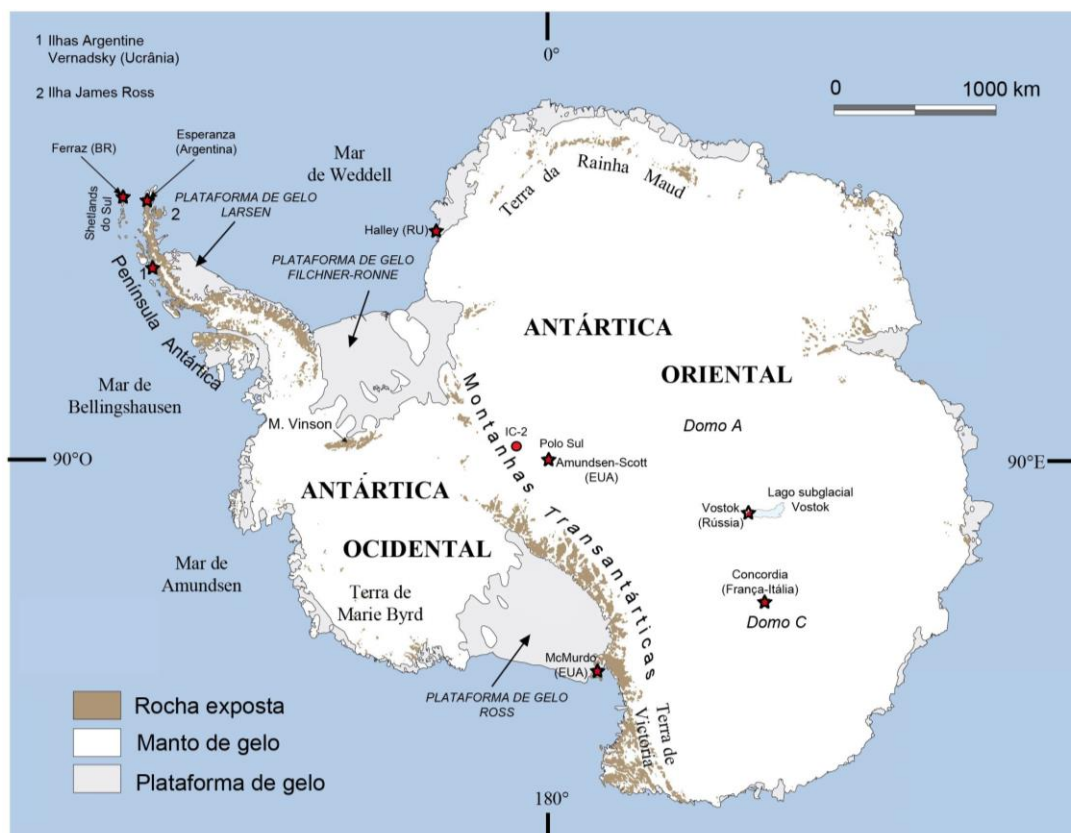 1 Ilhas Argentine
Vernadsky (Ucrânia)
2 Ilha James Ross
0°
0 1000 km
Ferraz (BR)
Esperanza
(Argentina)
Mar
de Weddell
Shetlands
do Sul
2
PLATAFORMA DE GELO
LARSEN
1
Península Antártica
Halley (RU)
PLATAFORMA DE GELO
FILCHNER-RONNE
Terra da Rainha Maud
ANTÁRTICA
ORIENTAL
Mar de
Bellingshausen
M. Vinson
Montanhas Transantárticas
IC-2
Polo Sul
Amundsen-Scott
(EUA)
Domo A
90°O
90°E
ANTÁRTICA
OCIDENTAL
Vostok
(Rússia)
Lago subglacial
Vostok
Mar de
Amundsen
Terra de
Marie Byrd
Concordia
(França-Itália)
Domo C
McMurdo
(EUA)
PLATAFORMA DE GELO
ROSS
Terra de
Victória
Rocha exposta
Manto de gelo
Plataforma de gelo
180°